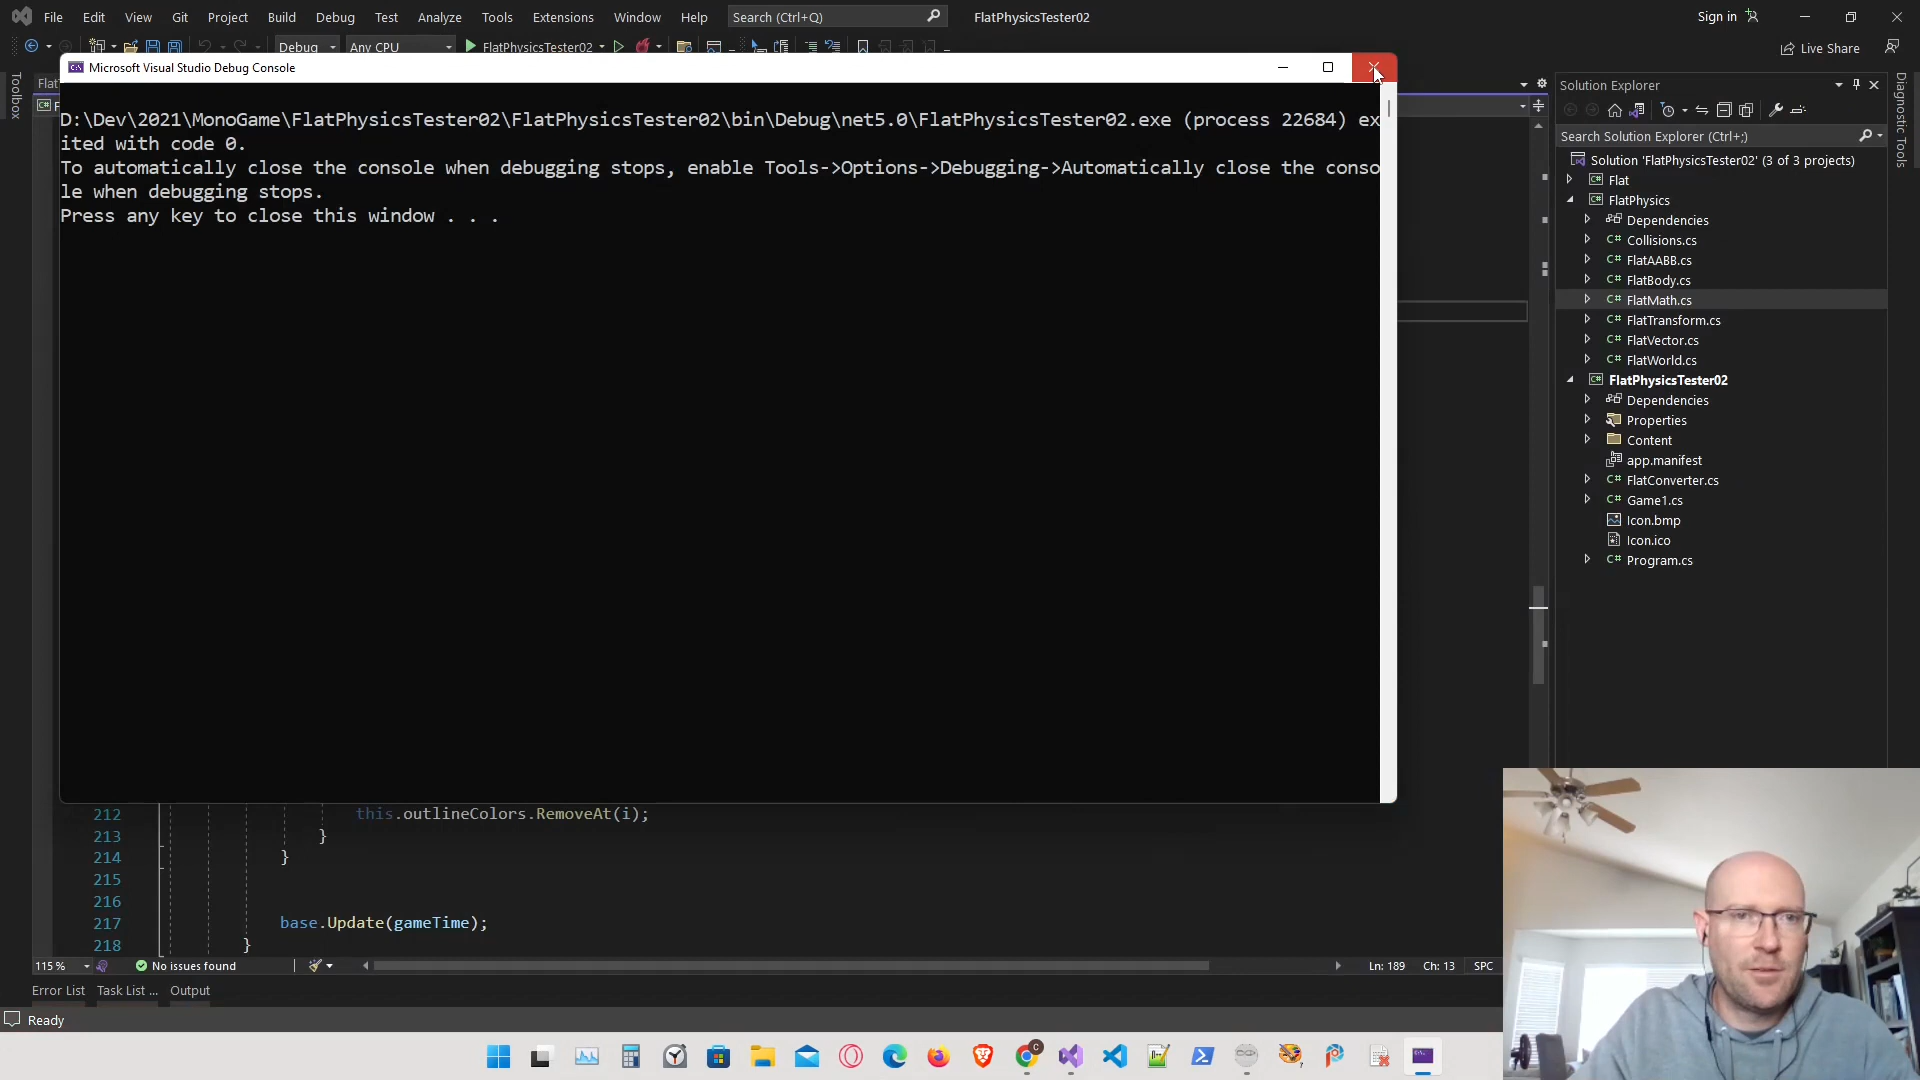 File Edit View Git Project Build Debug Test Analyze Tools Extensions Window Help Search (Ctrl+Q) FlatPhysicsTester02 Sign in
Debug Any CPU FlatPhysicsTester02 Live Share
Microsoft Visual Studio Debug Console
D:\Dev\2021\MonoGame\FlatPhysicsTester02\FlatPhysicsTester02\bin\Debug\net5.0\FlatPhysicsTester02.exe (process 22684) ex
ited with code 0.
To automatically close the console when debugging stops, enable Tools->Options->Debugging->Automatically close the conso
le when debugging stops.
Press any key to close this window . . .
Toolbox
Solution Explorer
Search Solution Explorer (Ctrl+;)
Solution 'FlatPhysicsTester02' (3 of 3 projects)
C# Flat
C# FlatPhysics
Dependencies
C# Collisions.cs
C# FlatAABB.cs
C# FlatBody.cs
C# FlatMath.cs
C# FlatTransform.cs
C# FlatVector.cs
C# FlatWorld.cs
C# FlatPhysicsTester02
Dependencies
Properties
Content
app.manifest
C# FlatConverter.cs
C# Game1.cs
Icon.bmp
Icon.ico
C# Program.cs
Diagnostic Tools
212 this.outlineColors.RemoveAt(i);
213 }
214 }
215
216
217 base.Update(gameTime);
218 }
115 % No issues found Ln: 189 Ch: 13 SPC
Error List Task List ... Output
Ready